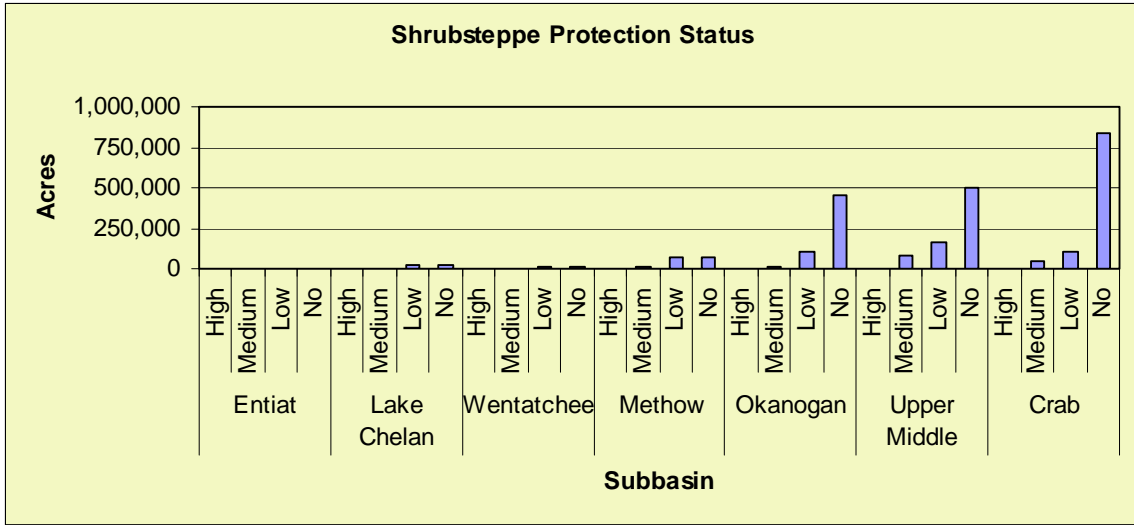 Shrubsteppe Protection Status
Acres
1,000,000
750,000
500,000
250,000
0
High
Medium
Low
No
High
Medium
Low
No
High
Medium
Low
No
High
Medium
Low
No
High
Medium
Low
No
High
Medium
Low
No
High
Medium
Low
No
Entiat
Lake
Chelan
Wentatchee
Methow
Okanogan
Upper
Middle
Crab
Subbasin